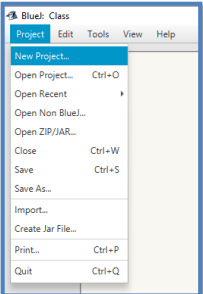 BlueJ: Class
Project Edit Tools View Help
New Project...
Open Project... Ctrl+O
Open Recent
Open Non BlueJ...
Open ZIP/JAR...
Close Ctrl+W
Save Ctrl+S
Save As...
Import...
Create Jar File...
Print... Ctrl+P
Quit Ctrl+Q